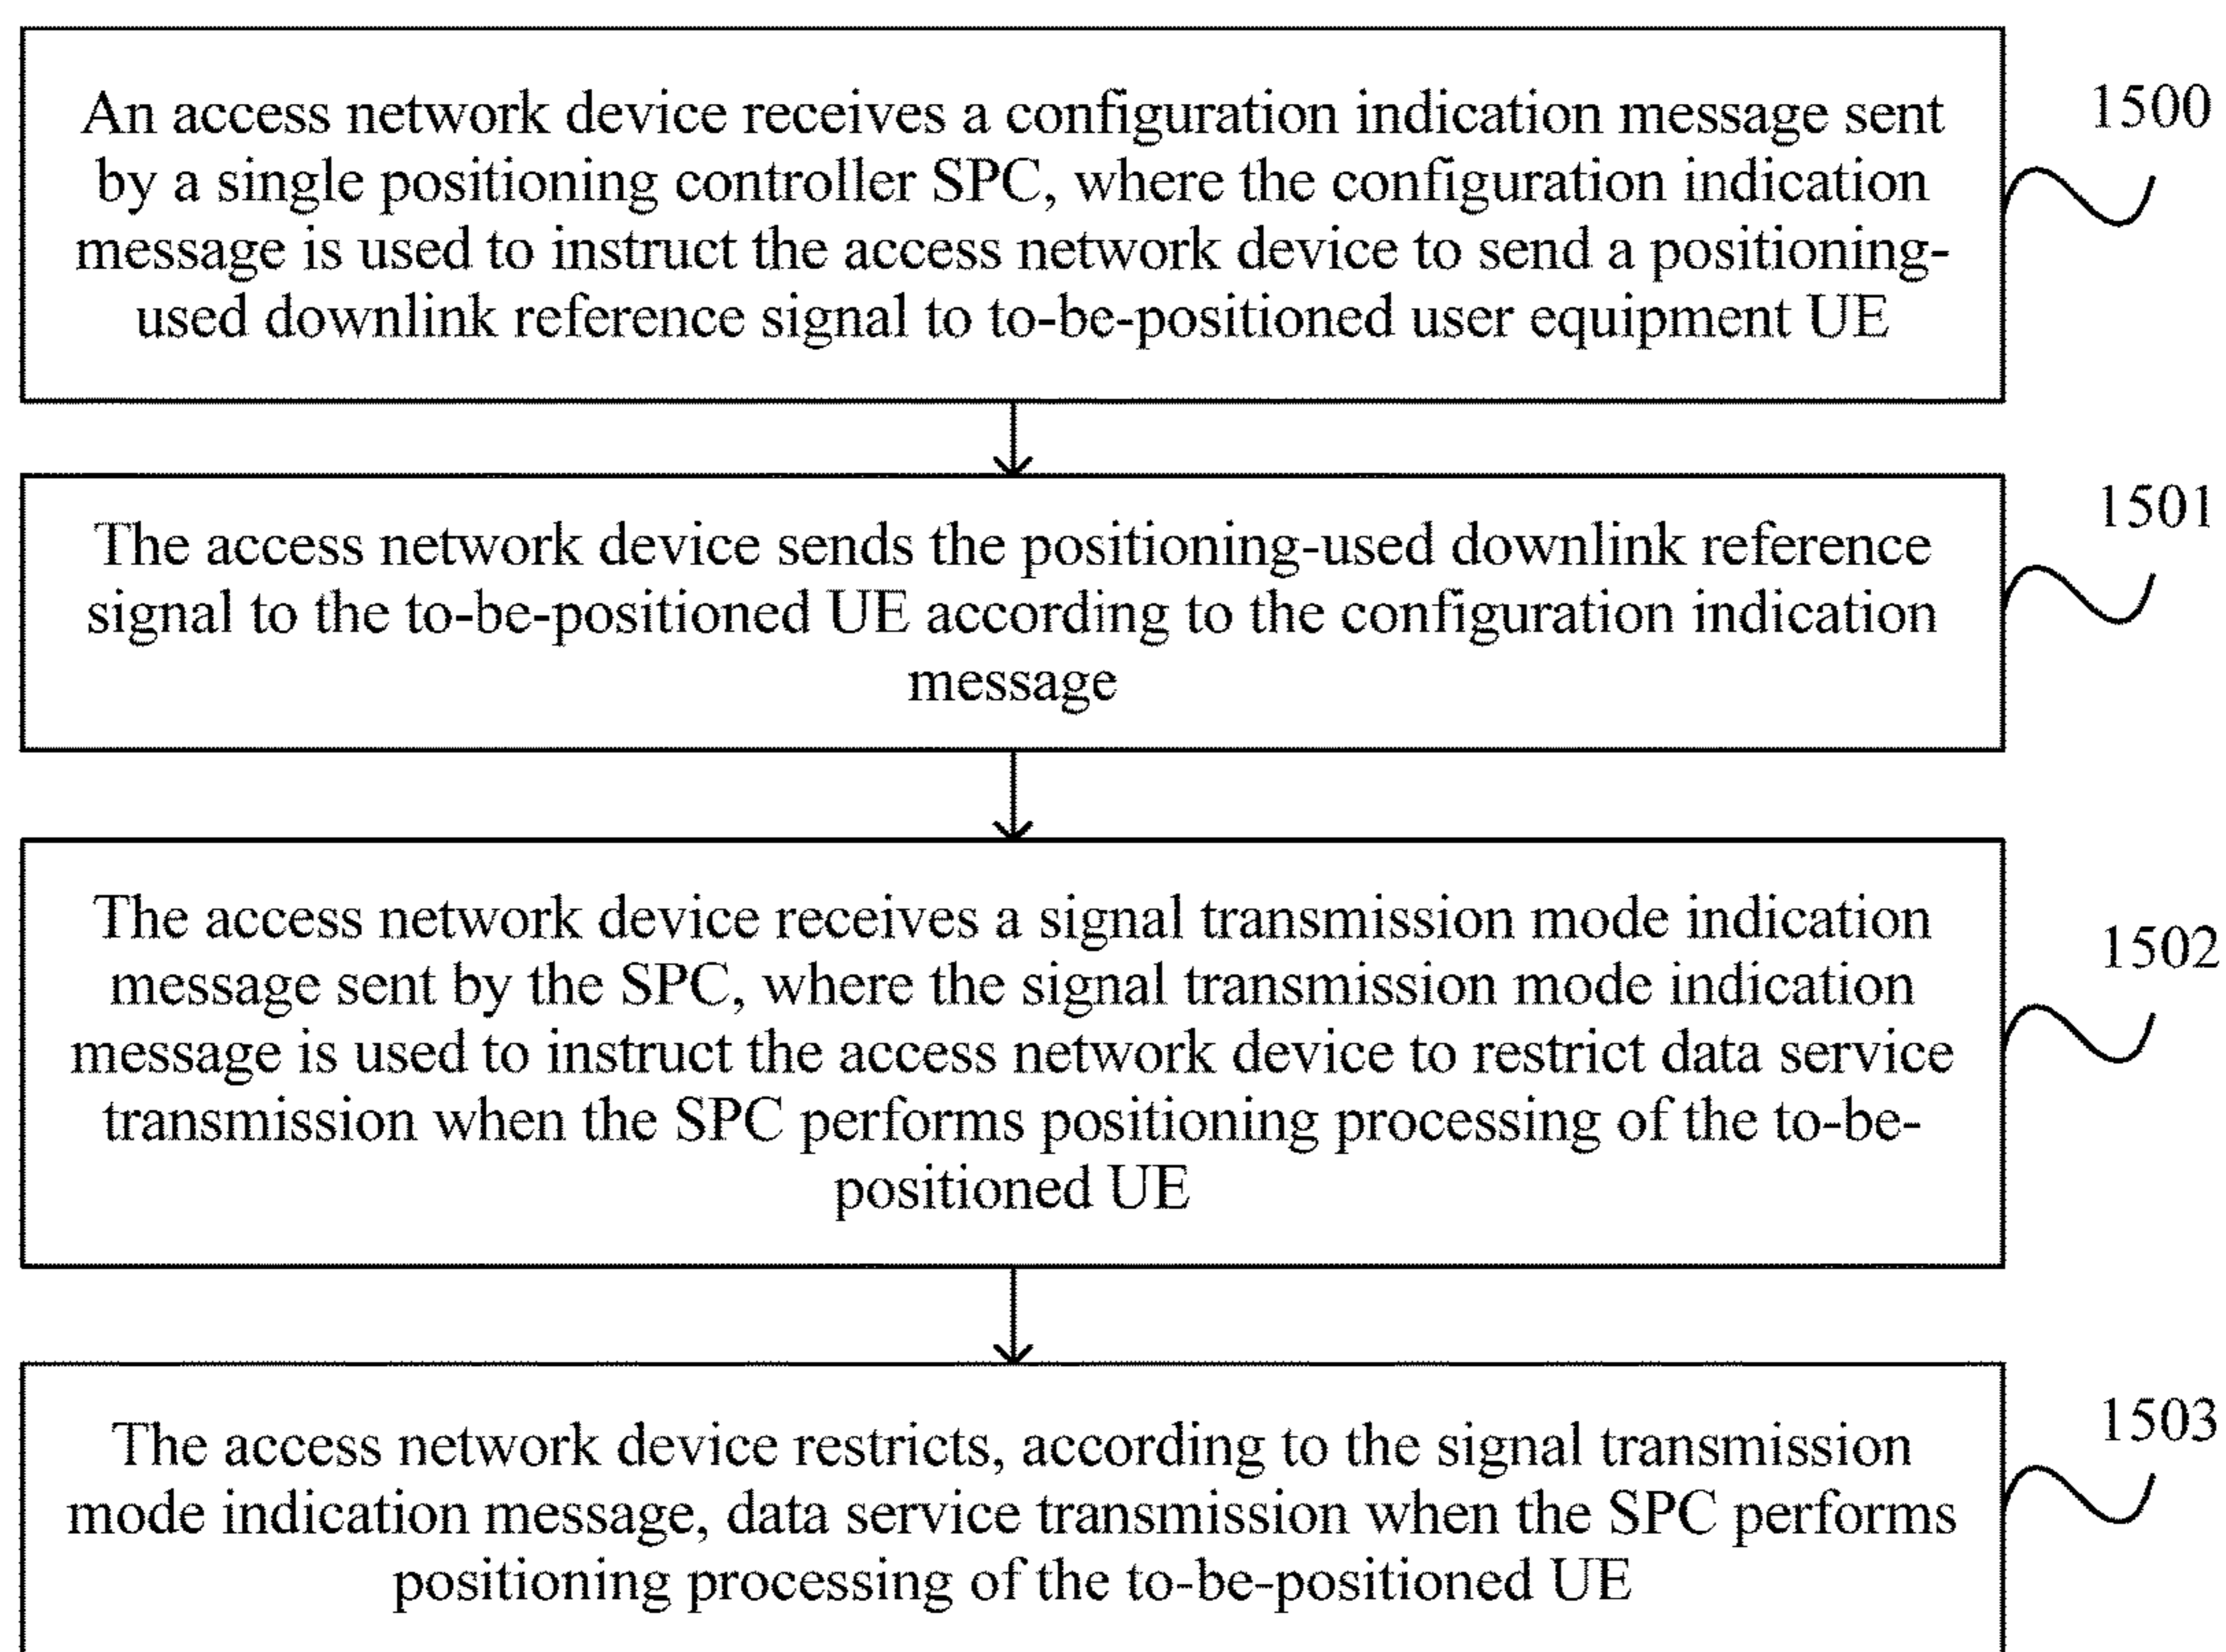 An access network device receives a configuration indication message sent
by a single positioning controller SPC, where the configuration indication
message is used to instruct the access network device to send a positioning-
used downlink reference signal to to-be-positioned user equipment UE
1500
The access network device sends the positioning-used downlink reference
signal to the to-be-positioned UE according to the configuration indication
message
1501
The access network device receives a signal transmission mode indication
message sent by the SPC, where the signal transmission mode indication
message is used to instruct the access network device to restrict data service
transmission when the SPC performs positioning processing of the to-be-
positioned UE
1502
The access network device restricts, according to the signal transmission
mode indication message, data service transmission when the SPC performs
positioning processing of the to-be-positioned UE
1503